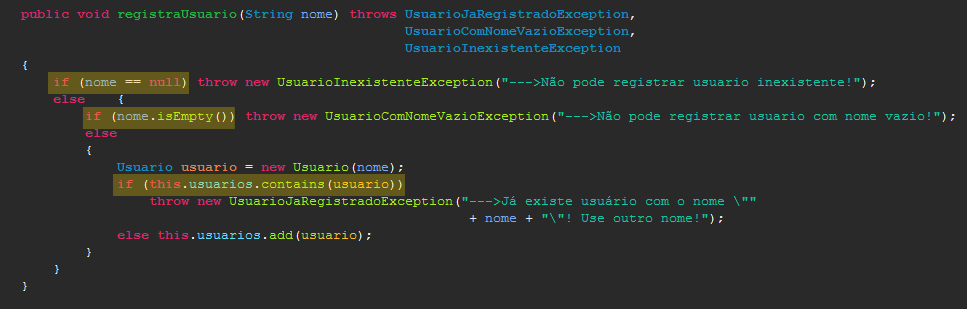 public void registraUsuario(String nome) throws UsuarioJaRegistradoException,
UsuarioComNomeVazioException,
UsuarioInexistenteException
{
if (nome == null) throw new UsuarioInexistenteException("--->Não pode registrar usuario inexistente!");
else {
if (nome.isEmpty()) throw new UsuarioComNomeVazioException("--->Não pode registrar usuario com nome vazio!");
else
{
Usuario usuario = new Usuario(nome);
if (this.usuarios.contains(usuario))
throw new UsuarioJaRegistradoException("--->Já existe usuário com o nome \""
+ nome + "\"! Use outro nome!");
else this.usuarios.add(usuario);
}
}
}